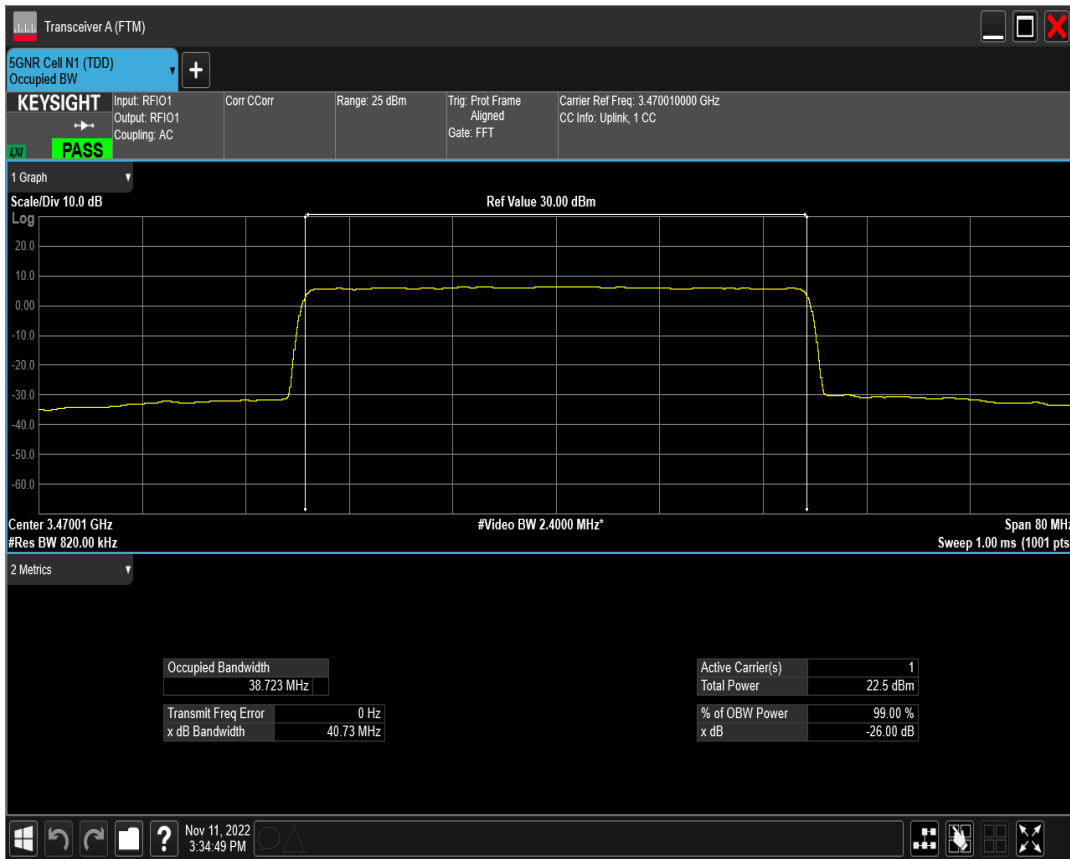 Transceiver A (FTM)
5GNR Cell N1 (TDD)
Occupied BW
+
KEYSIGHT
LXI
PASS
Input: RFIO1
Output: RFIO1
Coupling: AC
Corr CCorr
Range: 25 dBm
Trig: Prot Frame
Aligned
Gate: FFT
Carrier Ref Freq: 3.470010000 GHz
CC Info: Uplink, 1 CC
1 Graph
Scale/Div 10.0 dB
Ref Value 30.00 dBm
Log
20.0
10.0
0.00
-10.0
-20.0
-30.0
-40.0
-50.0
-60.0
Center 3.47001 GHz
#Video BW 2.4000 MHz*
Span 80 MHz
#Res BW 820.00 kHz
Sweep 1.00 ms (1001 pts
2 Metrics
Occupied Bandwidth
38.723 MHz
Transmit Freq Error 0 Hz
x dB Bandwidth 40.73 MHz
Active Carrier(s) 1
Total Power 22.5 dBm
% of OBW Power 99.00 %
x dB -26.00 dB
?
Nov 11, 2022
3:34:49 PM